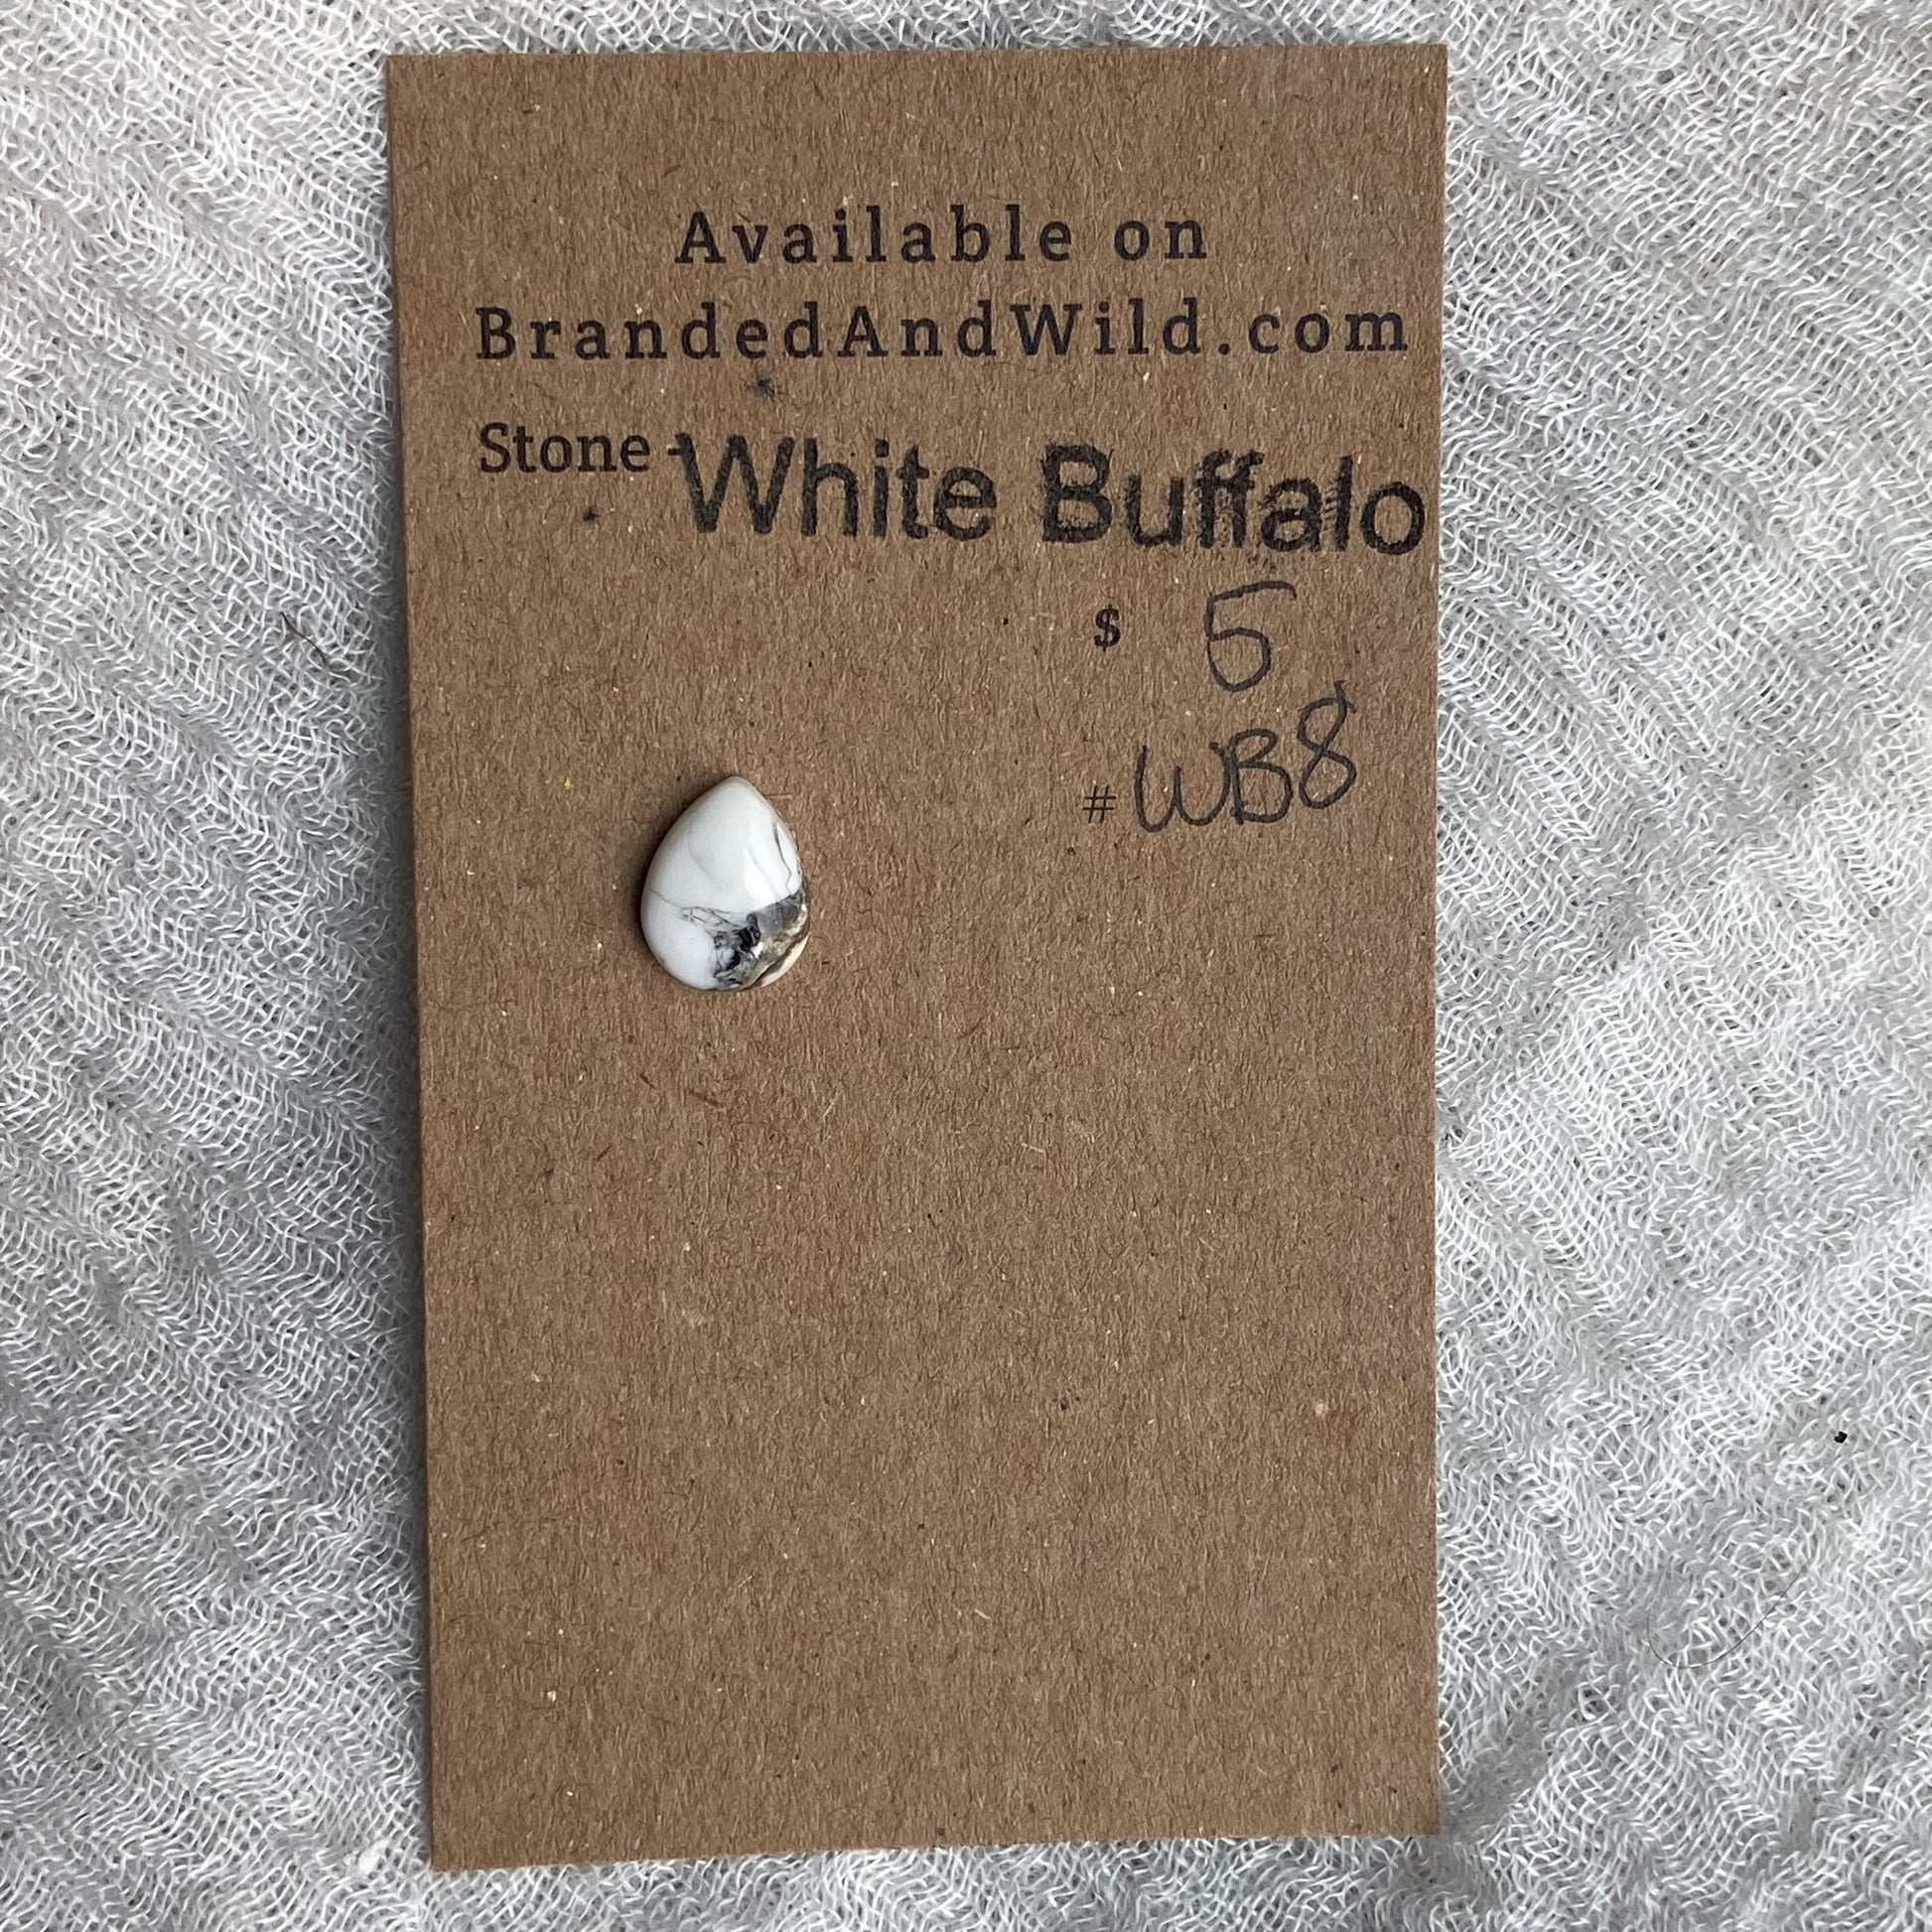 Available on
BrandedAndWild.com
Stone - White Buffalo
$ 5
# WB8